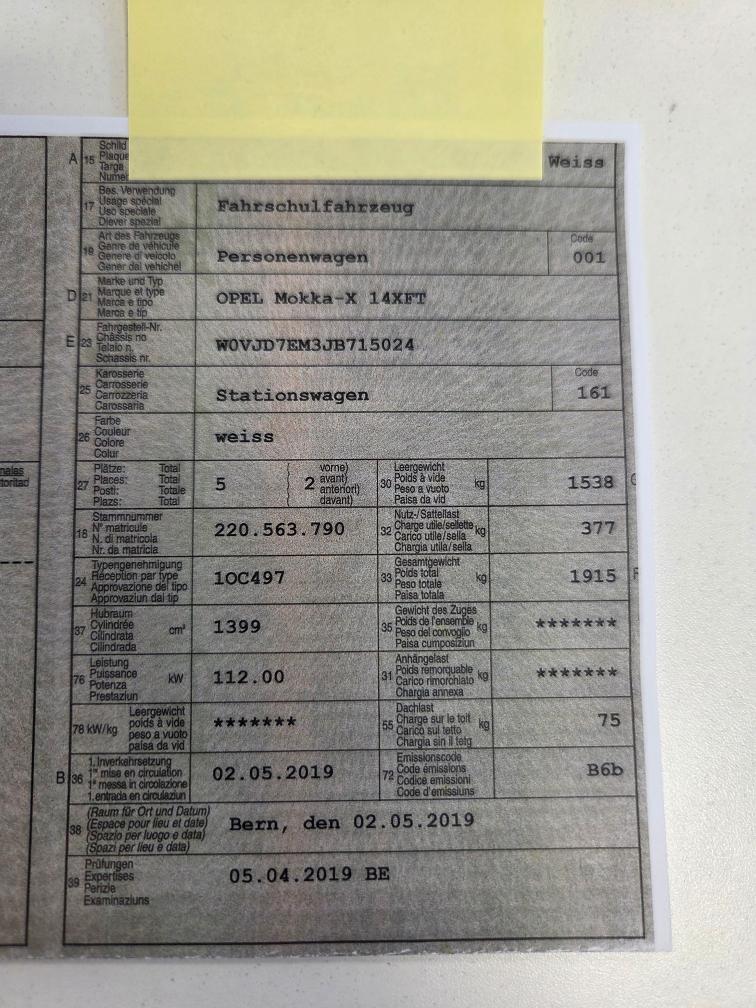 A 15 Schild
Plaque
Targa
Weiss
17 Bes. Verwendung
Usage spécial
Uso speciale
Diever spezial
Fahrschulfahrzeug
19 Art des Fahrzeugs
Genre de véhicule
Genere di veicolo
Gener dal vehichel
Personenwagen
Code
001
D 21 Marke und Typ
Marque et type
Marca e tipo
Marca e tip
OPEL Mokka-X 14XFT
E 23 Fahrgestell-Nr.
Châssis no
Telaio n.
Schassis nr.
W0VJD7EM3JB715024
25 Karosserie
Carrosserie
Carrozzeria
Carossaria
Stationswagen
Code
161
26 Farbe
Couleur
Colore
Colur
weiss
27 Plätze: Total
Places: Total
Posti: Totale
Plazs: Total
5
vorne)
avant)
anteriori)
davant)
2
30 Leergewicht
Poids à vide
Peso a vuoto
Paisa da vid
kg
1538
18 Stammnummer
N° matricule
N. di matricola
Nr. da matricla
220.563.790
32 Nutz-/Sattellast
Charge utile/sellette
Carico utile/sella
Chargia utila/sella
kg
377
24 Typengenehmigung
Réception par type
Approvazione del tipo
Approvaziun dal tip
1OC497
33 Gesamtgewicht
Poids total
Peso totale
Paisa totala
kg
1915
37 Hubraum
Cylindrée
Cilindrata
Cilindrada
cm³
1399
35 Gewicht des Zuges
Poids de l'ensemble
Peso del convoglio
Paisa cumposiziun
kg
*******
76 Leistung
Puissance
Potenza
Prestaziun
kW
112.00
31 Anhängelast
Poids remorquable
Carico rimorchiato
Chargia annexa
kg
*******
78 kW/kg
Leergewicht
poids à vide
peso a vuoto
paisa da vid
*******
55 Dachlast
Charge sur le toit
Carico sul tetto
Chargia sin il tetg
kg
75
B 36 1. Inverkehrsetzung
1re mise en circulation
1a messa in circolazione
1. entrada en circulaziun
02.05.2019
72 Emissionscode
Code émissions
Codice emissioni
Code d'emissiuns
B6b
38 (Raum für Ort und Datum)
(Espace pour lieu et date)
(Spazio per luogo e data)
(Spazi per lieu e data)
Bern, den 02.05.2019
39 Prüfungen
Expertises
Perizie
Examinaziuns
05.04.2019 BE